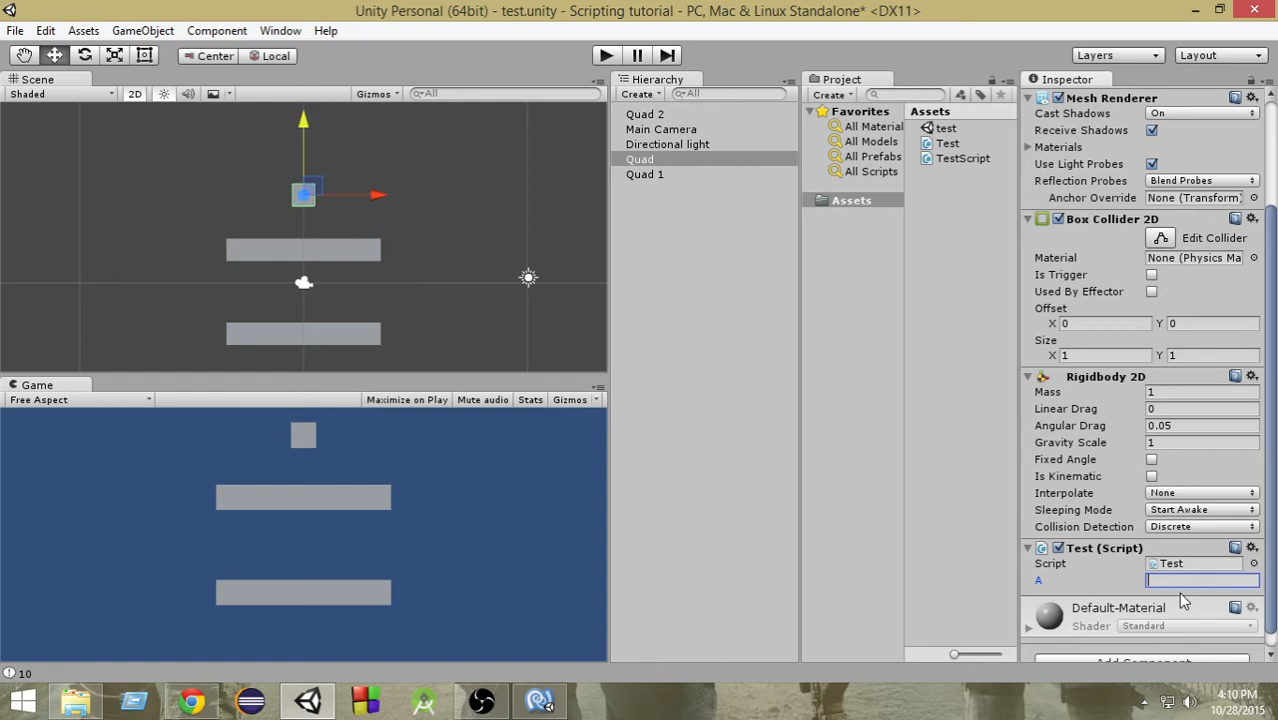 Unity Personal (64bit) - test.unity - Scripting tutorial - PC, Mac & Linux Standalone* <DX11>
File Edit Assets GameObject Component Window Help
Center Local
Layers Layout
Scene
Shaded 2D Gizmos All
Game
Free Aspect Maximize on Play Mute audio Stats Gizmos
Hierarchy
Create All
Quad 2
Main Camera
Directional light
Quad
Quad 1
Project
Create
Favorites
All Material
All Models
All Prefabs
All Scripts
Assets
Assets
test
Test
TestScript
Inspector
Mesh Renderer
Cast Shadows On
Receive Shadows
Materials
Use Light Probes
Reflection Probes Blend Probes
Anchor Override None (Transform)
Box Collider 2D
Edit Collider
Material None (Physics Ma
Is Trigger
Used By Effector
Offset
X 0 Y 0
Size
X 1 Y 1
Rigidbody 2D
Mass 1
Linear Drag 0
Angular Drag 0.05
Gravity Scale 1
Fixed Angle
Is Kinematic
Interpolate None
Sleeping Mode Start Awake
Collision Detection Discrete
Test (Script)
Script Test
A
Default-Material
Shader Standard
Add Component
10
4:10 PM
10/28/2015